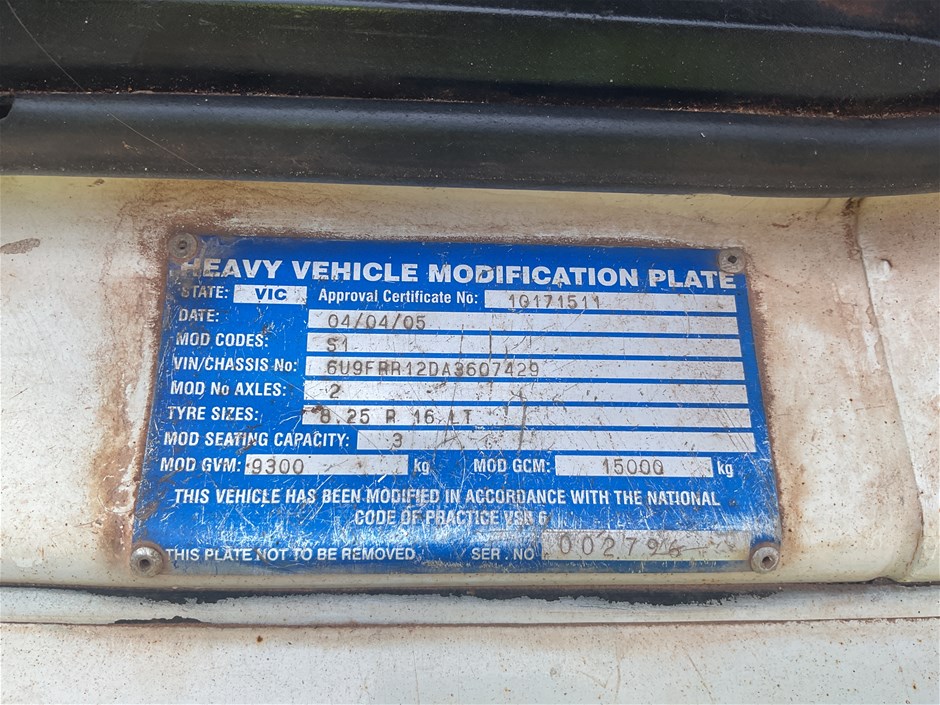 HEAVY VEHICLE MODIFICATION PLATE
STATE: VIC Approval Certificate No: 10171511
DATE: 04/04/05
MOD CODES: S1
VIN/CHASSIS No: 6U9FRR12DA3607429
MOD No AXLES: 2
TYRE SIZES: 8.25 R 16 LT
MOD SEATING CAPACITY: 3
MOD GVM: 9300 kg MOD GCM: 15000 kg
THIS VEHICLE HAS BEEN MODIFIED IN ACCORDANCE WITH THE NATIONAL
CODE OF PRACTICE VSB 6
THIS PLATE NOT TO BE REMOVED SER. NO 002796